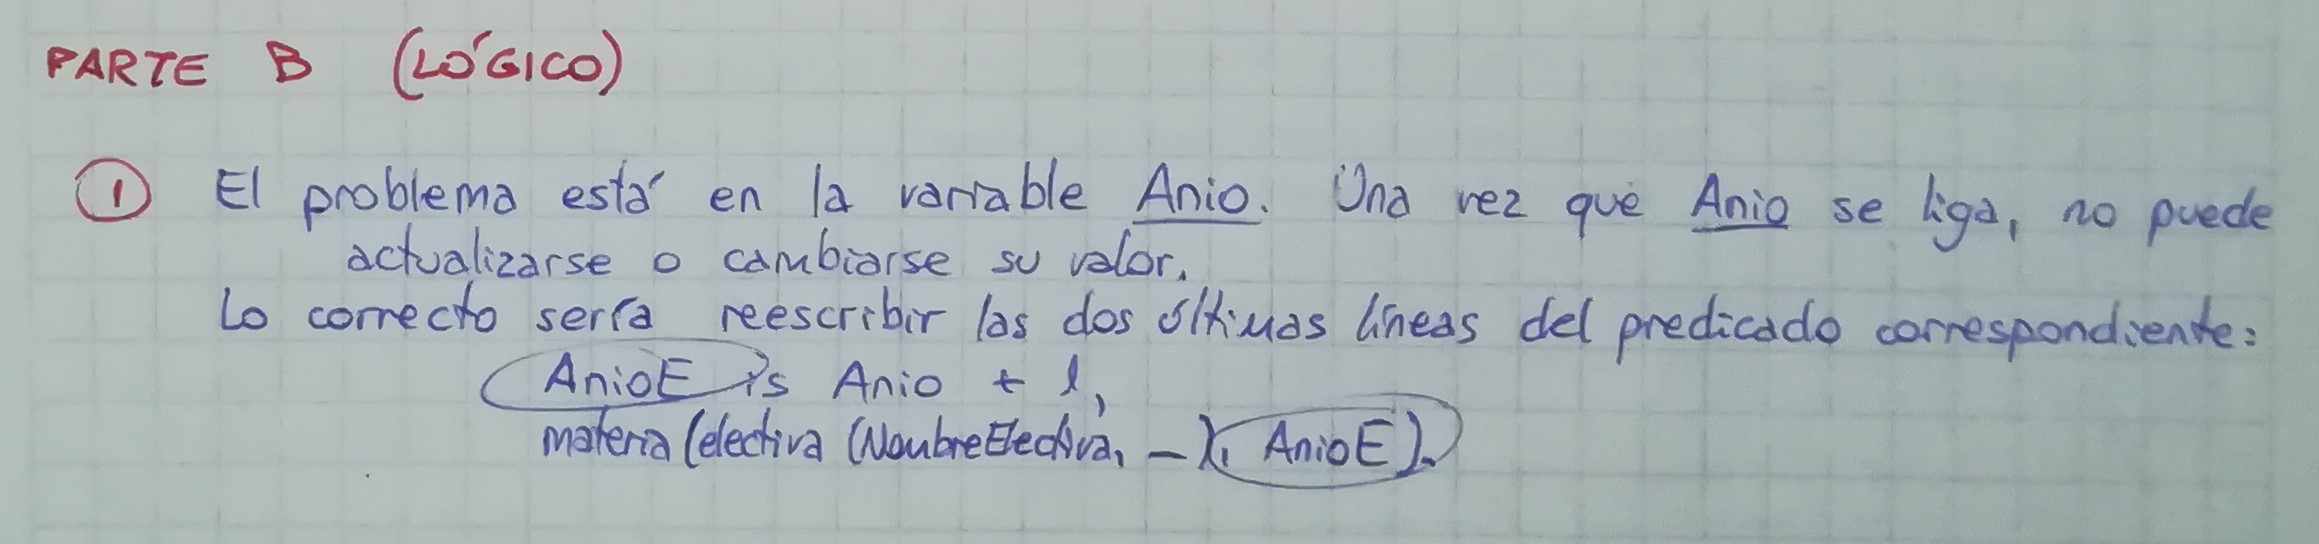 PARTE B (LÓGICO)
1 El problema está en la variable Anio. Una vez que Anio se liga, no puede
actualizarse o cambiarse su valor.
Lo correcto sería reescribir las dos últimas líneas del predicado correspondiente:
AnioE is Anio + 1,
materia (electiva (NombreElectiva, _), AnioE).